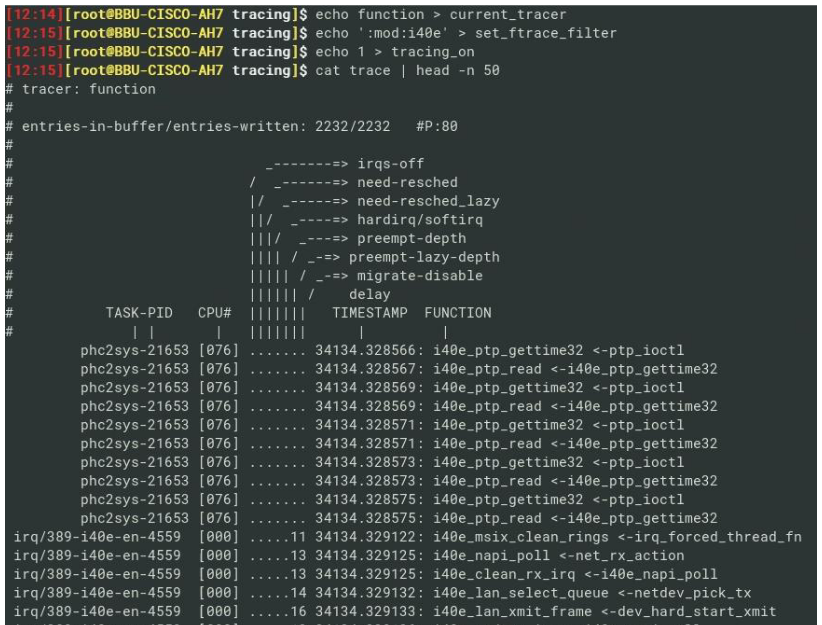 [12:14][root@BBU-CISCO-AH7 tracing]$ echo function > current_tracer
[12:15][root@BBU-CISCO-AH7 tracing]$ echo ':mod:i40e' > set_ftrace_filter
[12:15][root@BBU-CISCO-AH7 tracing]$ echo 1 > tracing_on
[12:15][root@BBU-CISCO-AH7 tracing]$ cat trace | head -n 50
# tracer: function
#
# entries-in-buffer/entries-written: 2232/2232   #P:80
#
#                                _-------=> irqs-off
#                              / _------=> need-resched
#                              |/ _-----=> need-resched_lazy
#                              ||/ _----=> hardirq/softirq
#                              |||/ _---=> preempt-depth
#                              |||| / _-=> preempt-lazy-depth
#                              ||||| / _-=> migrate-disable
#                              |||||| /    delay
#           TASK-PID   CPU#  |||||||   TIMESTAMP  FUNCTION
#              | |       |   |||||||      |         |
         phc2sys-21653 [076] ....... 34134.328566: i40e_ptp_gettime32 <-ptp_ioctl
         phc2sys-21653 [076] ....... 34134.328567: i40e_ptp_read <-i40e_ptp_gettime32
         phc2sys-21653 [076] ....... 34134.328569: i40e_ptp_gettime32 <-ptp_ioctl
         phc2sys-21653 [076] ....... 34134.328569: i40e_ptp_read <-i40e_ptp_gettime32
         phc2sys-21653 [076] ....... 34134.328571: i40e_ptp_gettime32 <-ptp_ioctl
         phc2sys-21653 [076] ....... 34134.328571: i40e_ptp_read <-i40e_ptp_gettime32
         phc2sys-21653 [076] ....... 34134.328573: i40e_ptp_gettime32 <-ptp_ioctl
         phc2sys-21653 [076] ....... 34134.328573: i40e_ptp_read <-i40e_ptp_gettime32
         phc2sys-21653 [076] ....... 34134.328575: i40e_ptp_gettime32 <-ptp_ioctl
         phc2sys-21653 [076] ....... 34134.328575: i40e_ptp_read <-i40e_ptp_gettime32
 irq/389-i40e-en-4559  [000] .....11 34134.329122: i40e_msix_clean_rings <-irq_forced_thread_fn
 irq/389-i40e-en-4559  [000] .....13 34134.329125: i40e_napi_poll <-net_rx_action
 irq/389-i40e-en-4559  [000] .....13 34134.329125: i40e_clean_rx_irq <-i40e_napi_poll
 irq/389-i40e-en-4559  [000] .....14 34134.329132: i40e_lan_select_queue <-netdev_pick_tx
 irq/389-i40e-en-4559  [000] .....16 34134.329133: i40e_lan_xmit_frame <-dev_hard_start_xmit